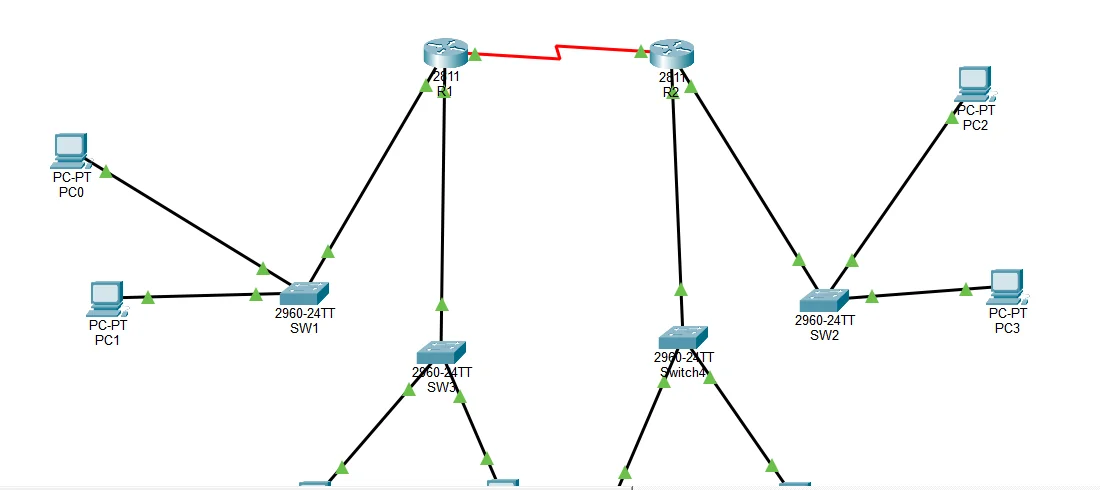 2811
R1
2811
R2
PC-PT
PC2
PC-PT
PC0
PC-PT
PC1
2960-24TT
SW1
2960-24TT
SW2
PC-PT
PC3
2960-24TT
SW3
2960-24TT
Switch4